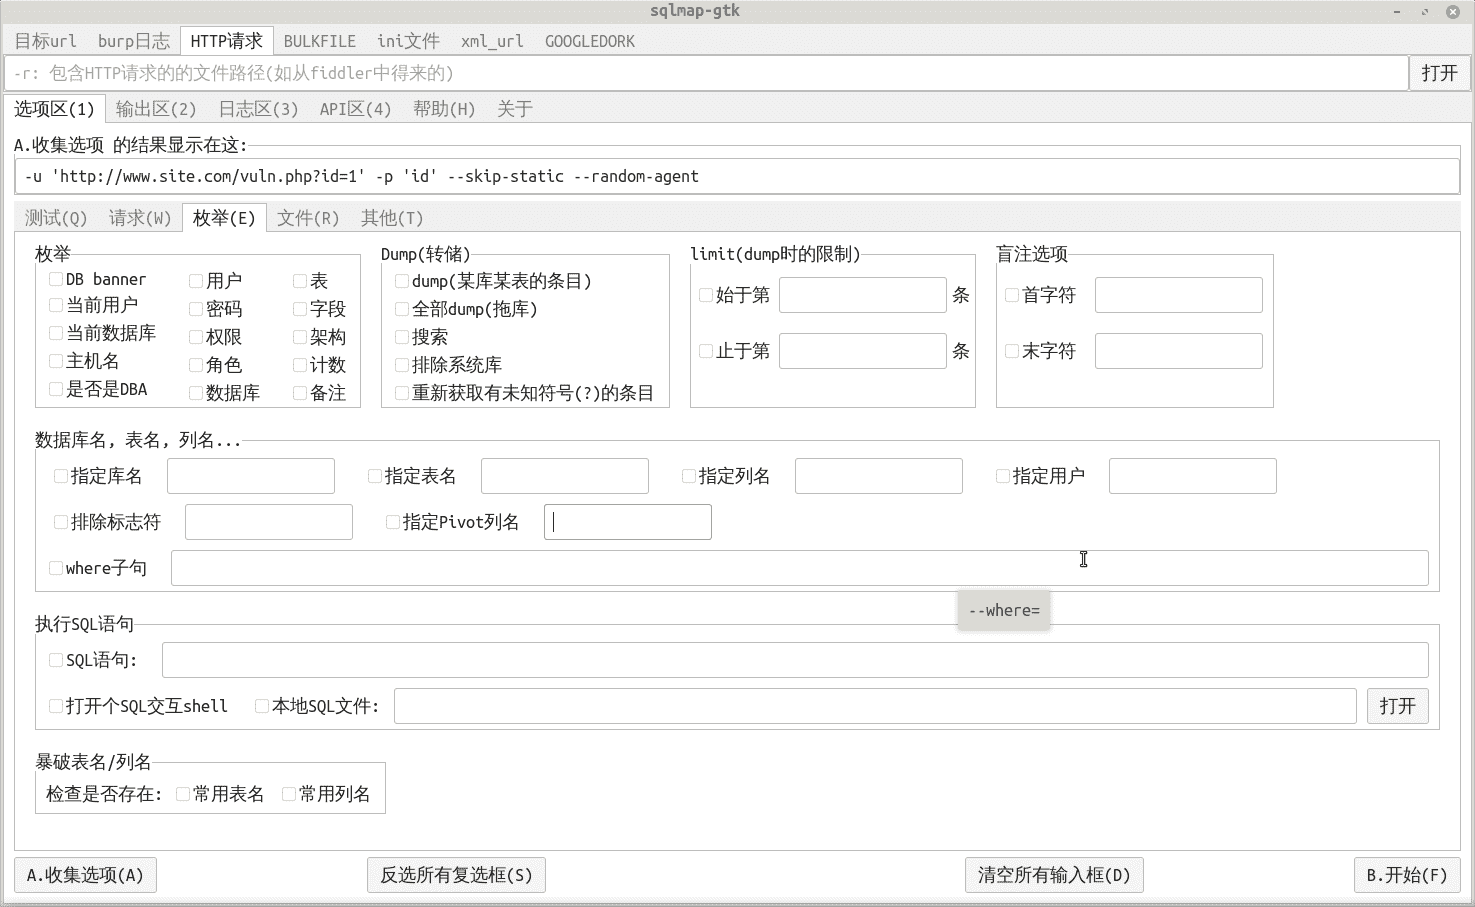 sqlmap-gtk
目标url burp日志 HTTP请求 BULKFILE ini文件 xml_url GOOGLEDORK
-r: 包含HTTP请求的的文件路径(如从fiddler中得来的) 打开
选项区(1) 输出区(2) 日志区(3) API区(4) 帮助(H) 关于
A.收集选项 的结果显示在这:
-u 'http://www.site.com/vuln.php?id=1' -p 'id' --skip-static --random-agent
测试(Q) 请求(W) 枚举(E) 文件(R) 其他(T)
枚举
DB banner 用户 表
当前用户 密码 字段
当前数据库 权限 架构
主机名 角色 计数
是否是DBA 数据库 备注
Dump(转储)
dump(某库某表的条目)
全部dump(拖库)
搜索
排除系统库
重新获取有未知符号(?)的条目
limit(dump时的限制)
始于第 条
止于第 条
盲注选项
首字符
末字符
数据库名, 表名, 列名...
指定库名 指定表名 指定列名 指定用户
排除标志符 指定Pivot列名
where子句
--where=
执行SQL语句
SQL语句:
打开个SQL交互shell 本地SQL文件: 打开
暴破表名/列名
检查是否存在: 常用表名 常用列名
A.收集选项(A) 反选所有复选框(S) 清空所有输入框(D) B.开始(F)